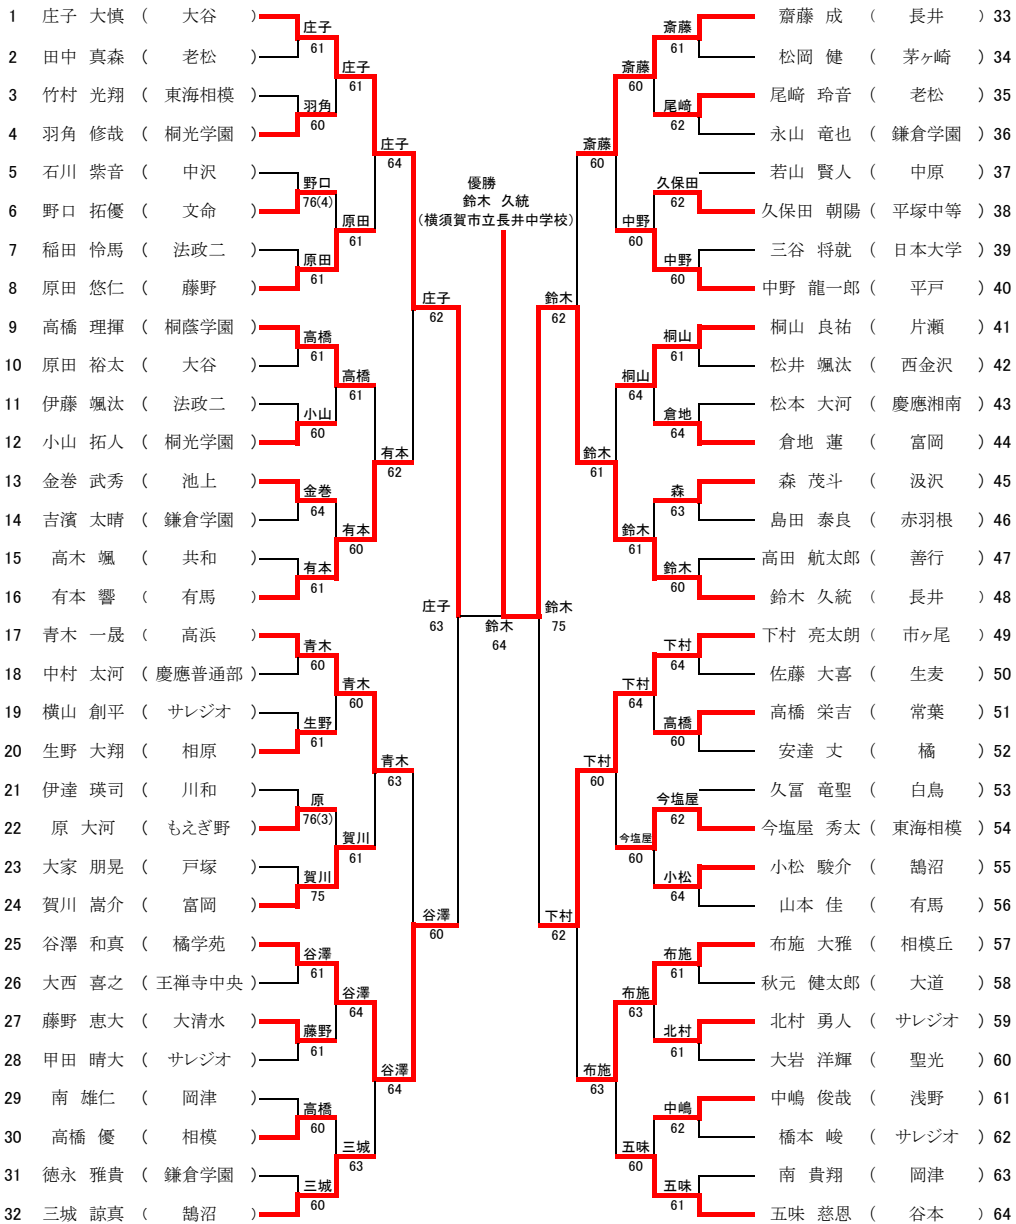 1 庄子 大慎 ( 大谷 )
2 田中 真森 ( 老松 )
3 竹村 光翔 ( 東海相模 )
4 羽角 修哉 ( 桐光学園 )
5 石川 紫音 ( 中沢 )
6 野口 拓優 ( 文命 )
7 稲田 怜馬 ( 法政二 )
8 原田 悠仁 ( 藤野 )
9 高橋 理揮 ( 桐蔭学園 )
10 原田 裕太 ( 大谷 )
11 伊藤 颯汰 ( 法政二 )
12 小山 拓人 ( 桐光学園 )
13 金巻 武秀 ( 池上 )
14 吉濱 太晴 ( 鎌倉学園 )
15 高木 颯 ( 共和 )
16 有本 響 ( 有馬 )
17 青木 一晟 ( 高浜 )
18 中村 太河 ( 慶應普通部 )
19 横山 創平 ( サレジオ )
20 生野 大翔 ( 相原 )
21 伊達 瑛司 ( 川和 )
22 原 大河 ( もえぎ野 )
23 大家 朋晃 ( 戸塚 )
24 賀川 嵩介 ( 富岡 )
25 谷澤 和真 ( 橘学苑 )
26 大西 喜之 ( 王禅寺中央 )
27 藤野 恵大 ( 大清水 )
28 甲田 晴大 ( サレジオ )
29 南 雄仁 ( 岡津 )
30 高橋 優 ( 相模 )
31 徳永 雅貴 ( 鎌倉学園 )
32 三城 諒真 ( 鵠沼 )
庄子
61
羽角
60
野口
76(4)
原田
61
高橋
61
小山
60
金巻
64
有本
61
青木
60
生野
61
原
76(3)
賀川
75
谷澤
61
藤野
61
高橋
60
三城
60
庄子
61
原田
61
高橋
61
有本
60
青木
60
賀川
61
谷澤
64
三城
63
庄子
64
有本
62
青木
63
谷澤
64
庄子
62
谷澤
60
庄子
63
優勝
鈴木 久統
(横須賀市立長井中学校)
鈴木
64
鈴木
75
鈴木
62
下村
62
斎藤
60
鈴木
61
下村
60
布施
63
斎藤
60
中野
60
桐山
64
鈴木
61
下村
64
今塩屋
60
布施
63
五味
60
斎藤
61
尾﨑
62
久保田
62
中野
60
桐山
61
倉地
64
森
63
鈴木
60
下村
64
高橋
60
今塩屋
62
小松
64
布施
61
北村
61
中嶋
62
五味
61
齋藤 成 ( 長井 ) 33
松岡 健 ( 茅ヶ崎 ) 34
尾﨑 玲音 ( 老松 ) 35
永山 竜也 ( 鎌倉学園 ) 36
若山 賢人 ( 中原 ) 37
久保田 朝陽 ( 平塚中等 ) 38
三谷 将就 ( 日本大学 ) 39
中野 龍一郎 ( 平戸 ) 40
桐山 良祐 ( 片瀬 ) 41
松井 颯汰 ( 西金沢 ) 42
松本 大河 ( 慶應湘南 ) 43
倉地 蓮 ( 富岡 ) 44
森 茂斗 ( 汲沢 ) 45
島田 泰良 ( 赤羽根 ) 46
高田 航太郎 ( 善行 ) 47
鈴木 久統 ( 長井 ) 48
下村 亮太朗 ( 市ヶ尾 ) 49
佐藤 大喜 ( 生麦 ) 50
高橋 栄吉 ( 常葉 ) 51
安達 丈 ( 橘 ) 52
久冨 竜聖 ( 白鳥 ) 53
今塩屋 秀太 ( 東海相模 ) 54
小松 駿介 ( 鵠沼 ) 55
山本 佳 ( 有馬 ) 56
布施 大雅 ( 相模丘 ) 57
秋元 健太郎 ( 大道 ) 58
北村 勇人 ( サレジオ ) 59
大岩 洋輝 ( 聖光 ) 60
中嶋 俊哉 ( 浅野 ) 61
橋本 峻 ( サレジオ ) 62
南 貴翔 ( 岡津 ) 63
五味 慈恩 ( 谷本 ) 64